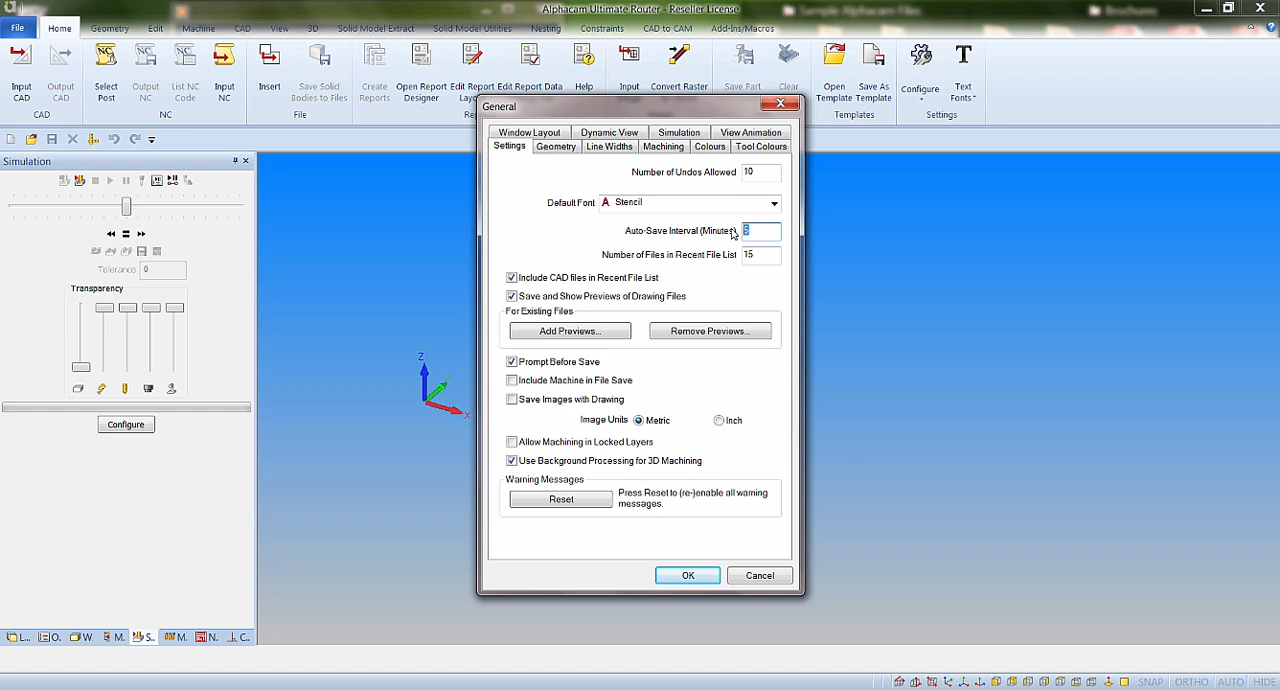 Alphacam Ultimate Router - Reseller License
Sample Alphacam Files
Brochures
File Home Geometry Edit Machine CAD View 3D Solid Model Extract Solid Model Utilities Nesting Constraints CAD to CAM Add-Ins/Macros
Input CAD
Output CAD
Select Post
Output NC
List NC Code
Input NC
Insert
Save Solid Bodies to Files
Create Reports
Open Report Designer
Edit Report
Edit Report Data
Help
Input
Convert Raster
Save Part
Clear
Open Template
Save As Template
Configure
Text Fonts
CAD NC File Templates Settings
Simulation
Tolerance 0
Transparency
Configure
General
Window Layout Dynamic View Simulation View Animation
Settings Geometry Line Widths Machining Colours Tool Colours
Number of Undos Allowed 10
Default Font A Stencil
Auto-Save Interval (Minutes) 5
Number of Files in Recent File List 15
Include CAD files in Recent File List
Save and Show Previews of Drawing Files
For Existing Files
Add Previews... Remove Previews...
Prompt Before Save
Include Machine in File Save
Save Images with Drawing
Image Units Metric Inch
Allow Machining in Locked Layers
Use Background Processing for 3D Machining
Warning Messages
Reset
Press Reset to (re-)enable all warning
messages.
OK Cancel
Z
X
L... O. W M. S.. M. N. C..
SNAP ORTHO AUTO HIDE